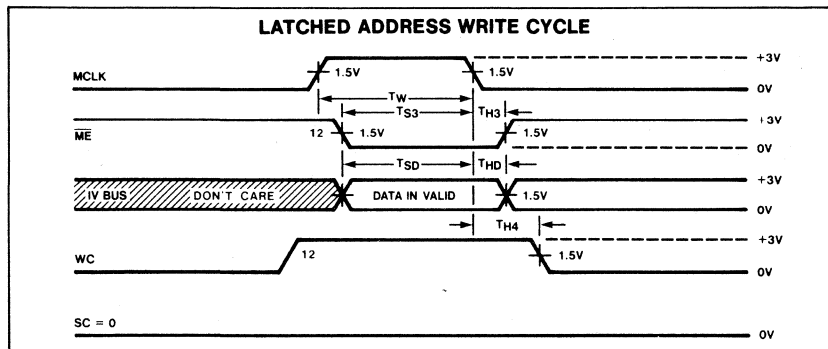 LATCHED ADDRESS WRITE CYCLE
+3V
MCLK 1.5V 1.5V
0V
TW
TS3 TH3
+3V
ME 12 1.5V 1.5V
0V
TSD THD
+3V
IV BUS DON'T CARE DATA IN VALID 1.5V
0V
TH4
+3V
WC 12 1.5V
0V
SC = 0
0V